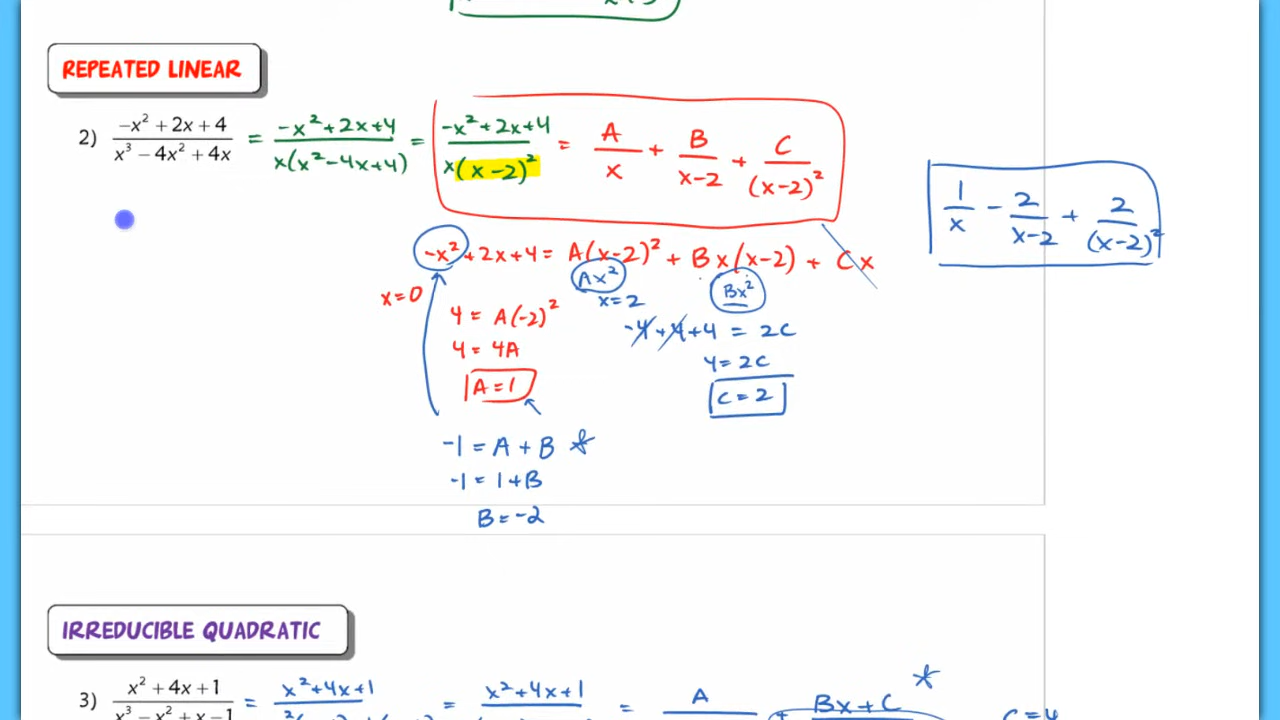 REPEATED LINEAR
2) (-x² + 2x + 4)/(x³ - 4x² + 4x) = (-x²+2x+4)/(x(x²-4x+4)) = (-x²+2x+4)/(x(x-2)²) = A/x + B/(x-2) + C/(x-2)²
1/x - 2/(x-2) + 2/(x-2)²
-x²+2x+4 = A(x-2)² + Bx(x-2) + Cx
Ax²
Bx²
x=0
4 = A(-2)²
4 = 4A
A=1
x=2
-4+4+4 = 2C
4=2C
C=2
-1 = A + B *
-1 = 1+B
B=-2
IRREDUCIBLE QUADRATIC
3) (x² + 4x + 1)/(x³ - x² + x - 1) = x²+4x+1 = x²+4x+1 = A + Bx+C *